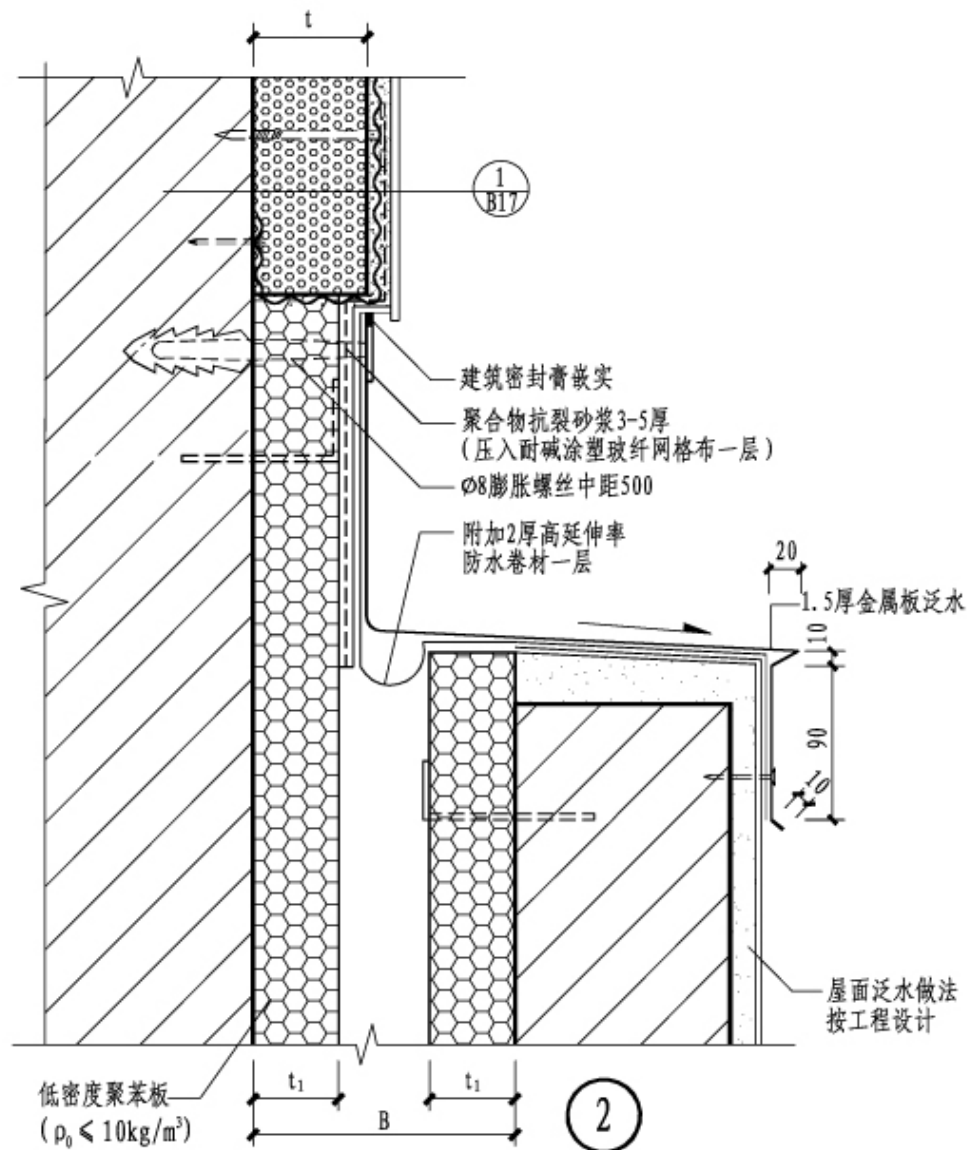 t
1
B17
建筑密封膏嵌实
聚合物抗裂砂浆3-5厚
(压入耐碱涂塑玻纤网格布一层)
Ø8膨胀螺丝中距500
附加2厚高延伸率
防水卷材一层
20
1.5厚金属板泛水
10
90
10
屋面泛水做法
按工程设计
低密度聚苯板
(ρ₀ ≤ 10kg/m³)
t₁
t₁
B
2